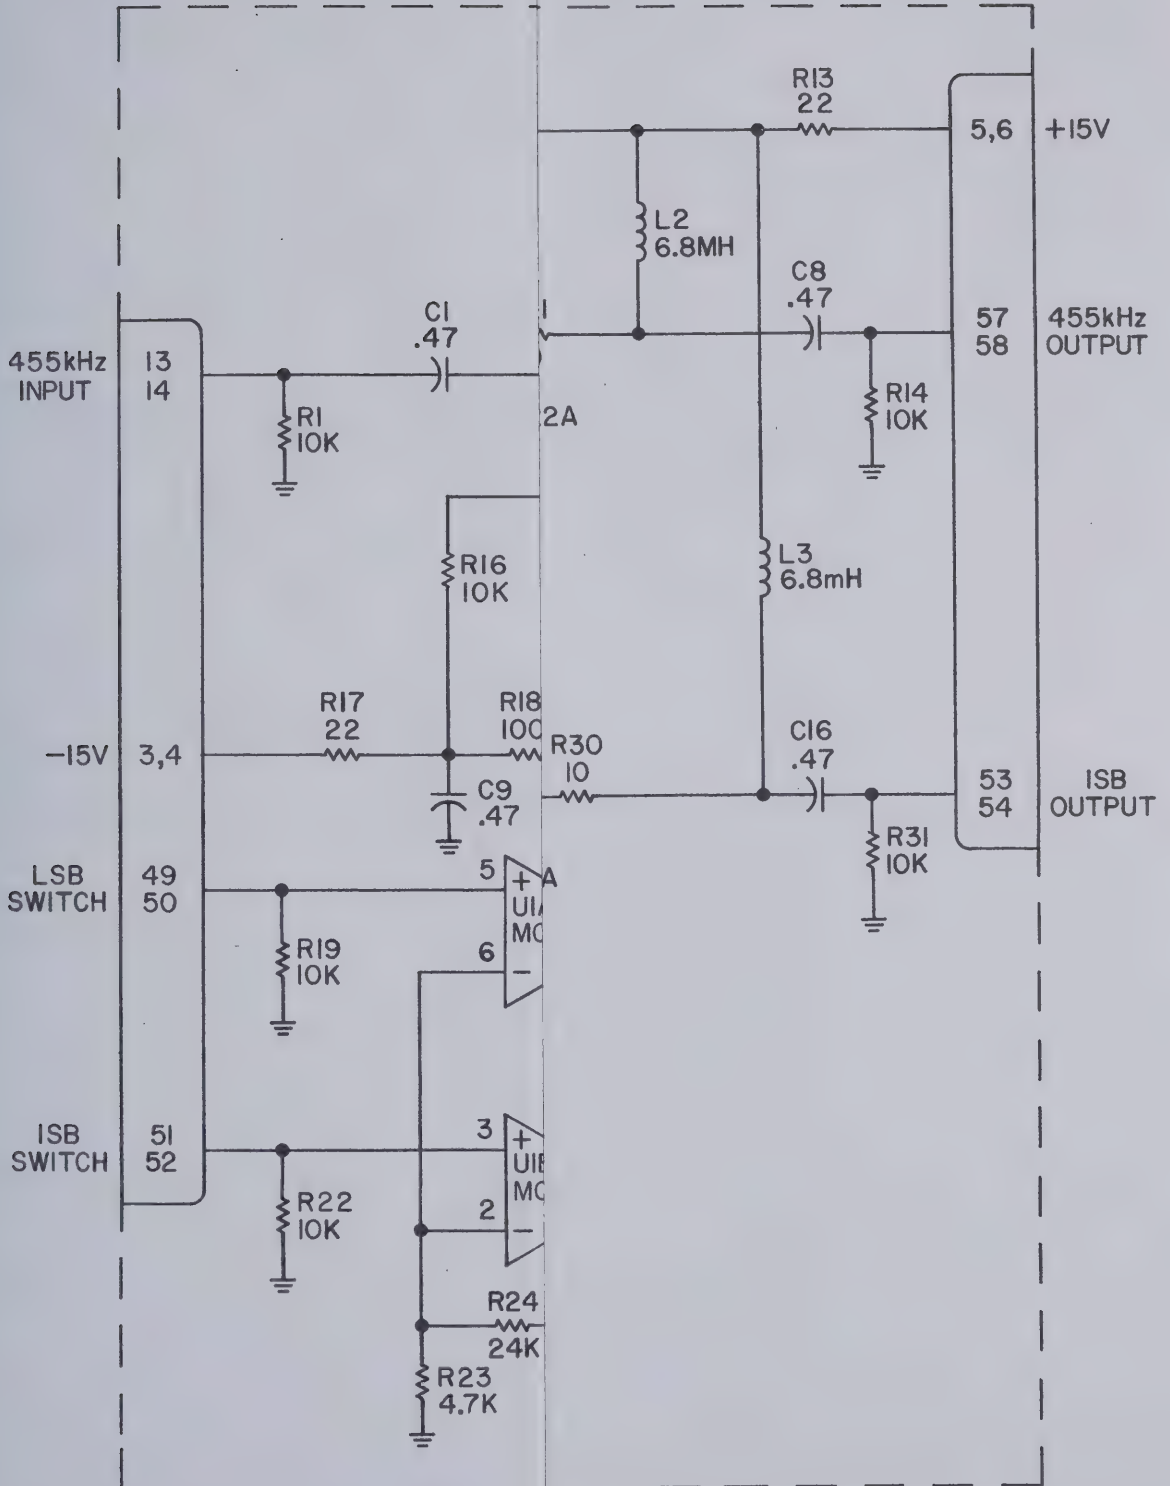 R13
22
5,6
+15V
L2
6.8MH
C8
.47
57
58
455kHz
OUTPUT
C1
.47
455kHz
INPUT
13
14
R1
10K
2A
R14
10K
R16
10K
L3
6.8mH
R17
22
R18
-15V
3,4
R30
10
C16
.47
C9
.47
53
54
ISB
OUTPUT
R31
10K
LSB
SWITCH
49
50
5
+
A
6
-
R19
10K
ISB
SWITCH
51
52
3
+
2
-
R22
10K
R24
24K
R23
4.7K